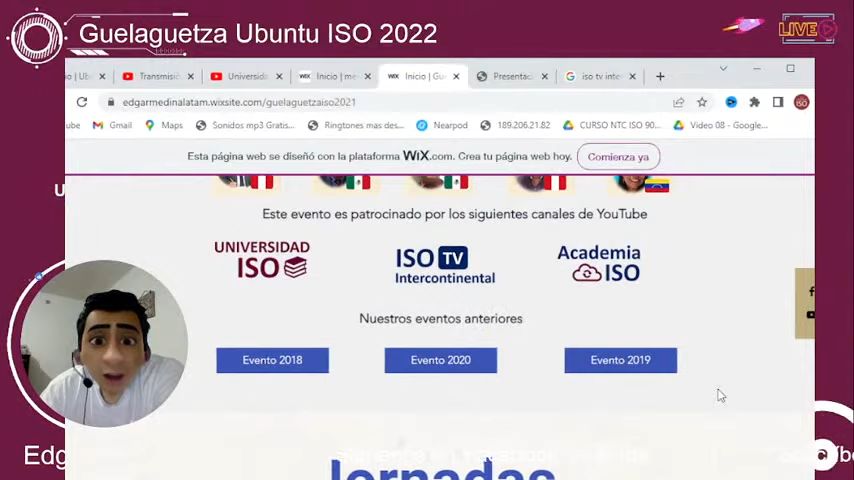 Guelaguetza Ubuntu ISO 2022
LIVE
Transmisión
Universida
WIX Inicio | me
WIX Inicio | Gu
Presentac
iso tv inte
edgarmedinalatam.wixsite.com/guelaguetzaiso2021
ube Gmail Maps Sonidos mp3 Gratis... Ringtones mas des... Nearpod 189.206.21.82 CURSO NTC ISO 90... Video 08 - Google...
Esta página web se diseñó con la plataforma WiX.com. Crea tu página web hoy. Comienza ya
Este evento es patrocinado por los siguientes canales de YouTube
UNIVERSIDAD
ISO
ISO TV
Intercontinental
Academia
ISO
Nuestros eventos anteriores
Evento 2018 Evento 2020 Evento 2019
Jornadas
Edg